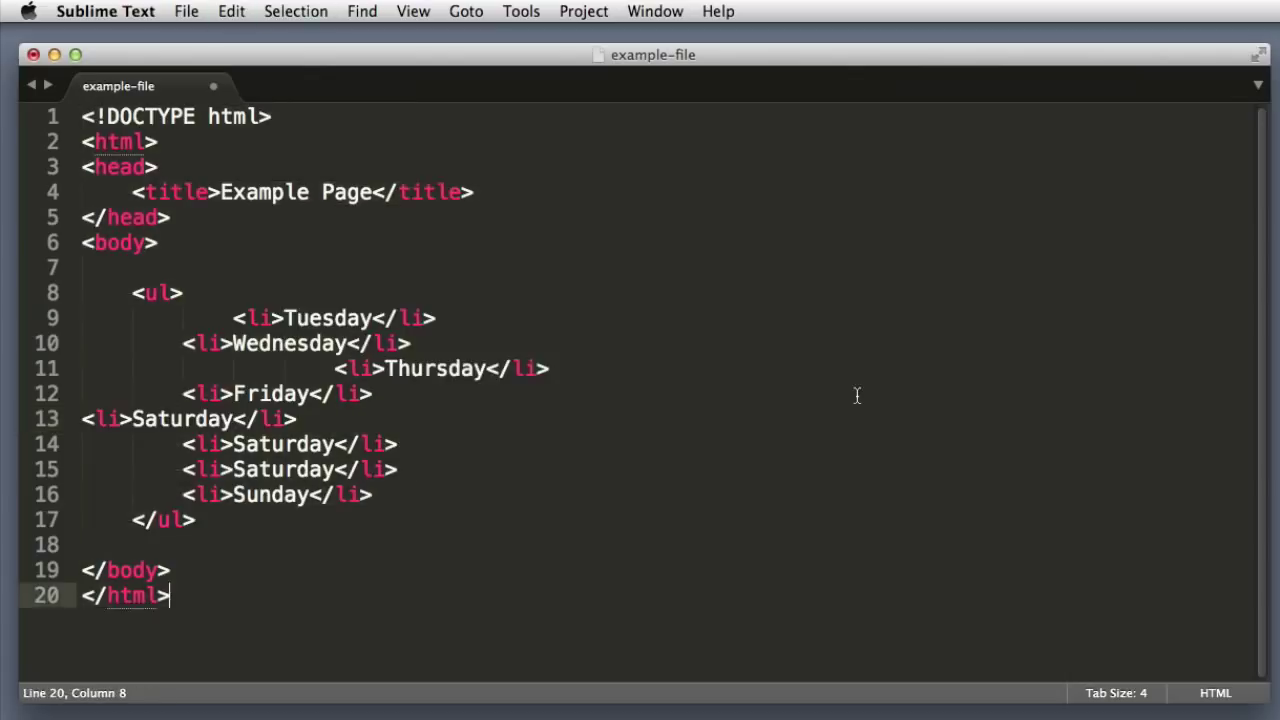 Sublime Text File Edit Selection Find View Goto Tools Project Window Help
example-file
example-file
1 <!DOCTYPE html>
2 <html>
3 <head>
4     <title>Example Page</title>
5 </head>
6 <body>
7
8     <ul>
9             <li>Tuesday</li>
10         <li>Wednesday</li>
11                     <li>Thursday</li>
12         <li>Friday</li>
13 <li>Saturday</li>
14         <li>Saturday</li>
15         <li>Saturday</li>
16         <li>Sunday</li>
17     </ul>
18
19 </body>
20 </html>
Line 20, Column 8 Tab Size: 4 HTML